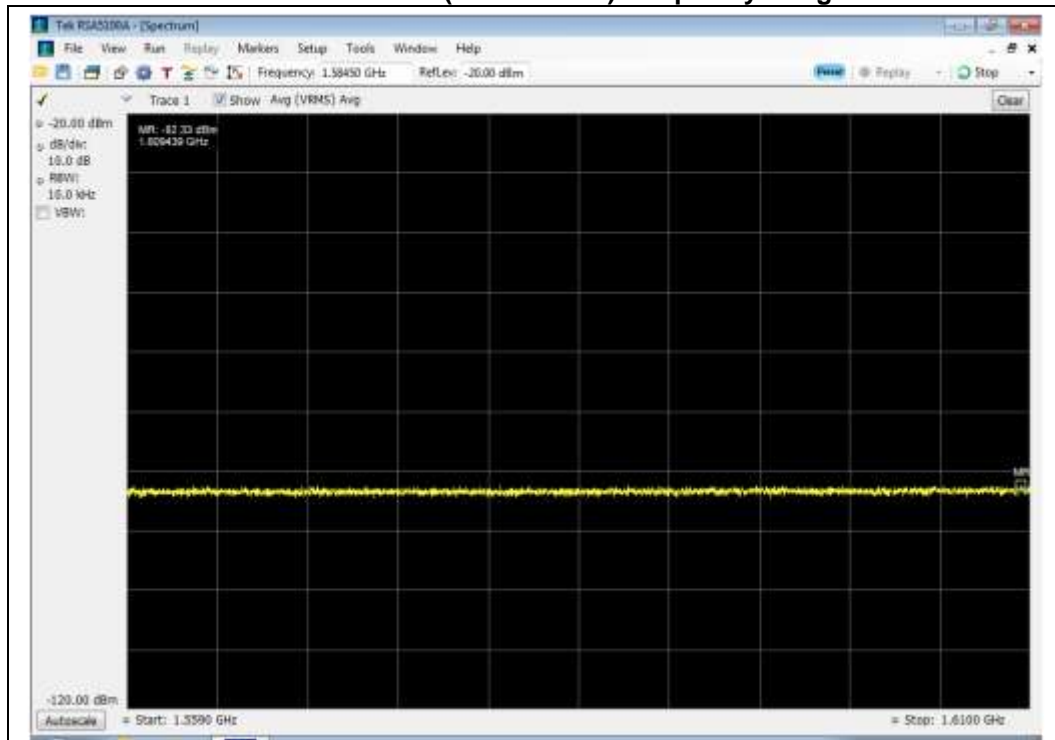 Tek RSA5100A - [Spectrum]
File View Run Replay Markers Setup Tools Window Help
Frequency: 1.58450 GHz RefLev: -20.00 dBm Preset Replay Stop
Trace 1 Show Avg (VRMS) Avg Clear
-20.00 dBm
dB/div:
10.0 dB
RBW:
VBW:
MR: -82.33 dBm
1.609439 GHz
MR
-120.00 dBm
Autoscale Start: 1.5590 GHz Stop: 1.6100 GHz